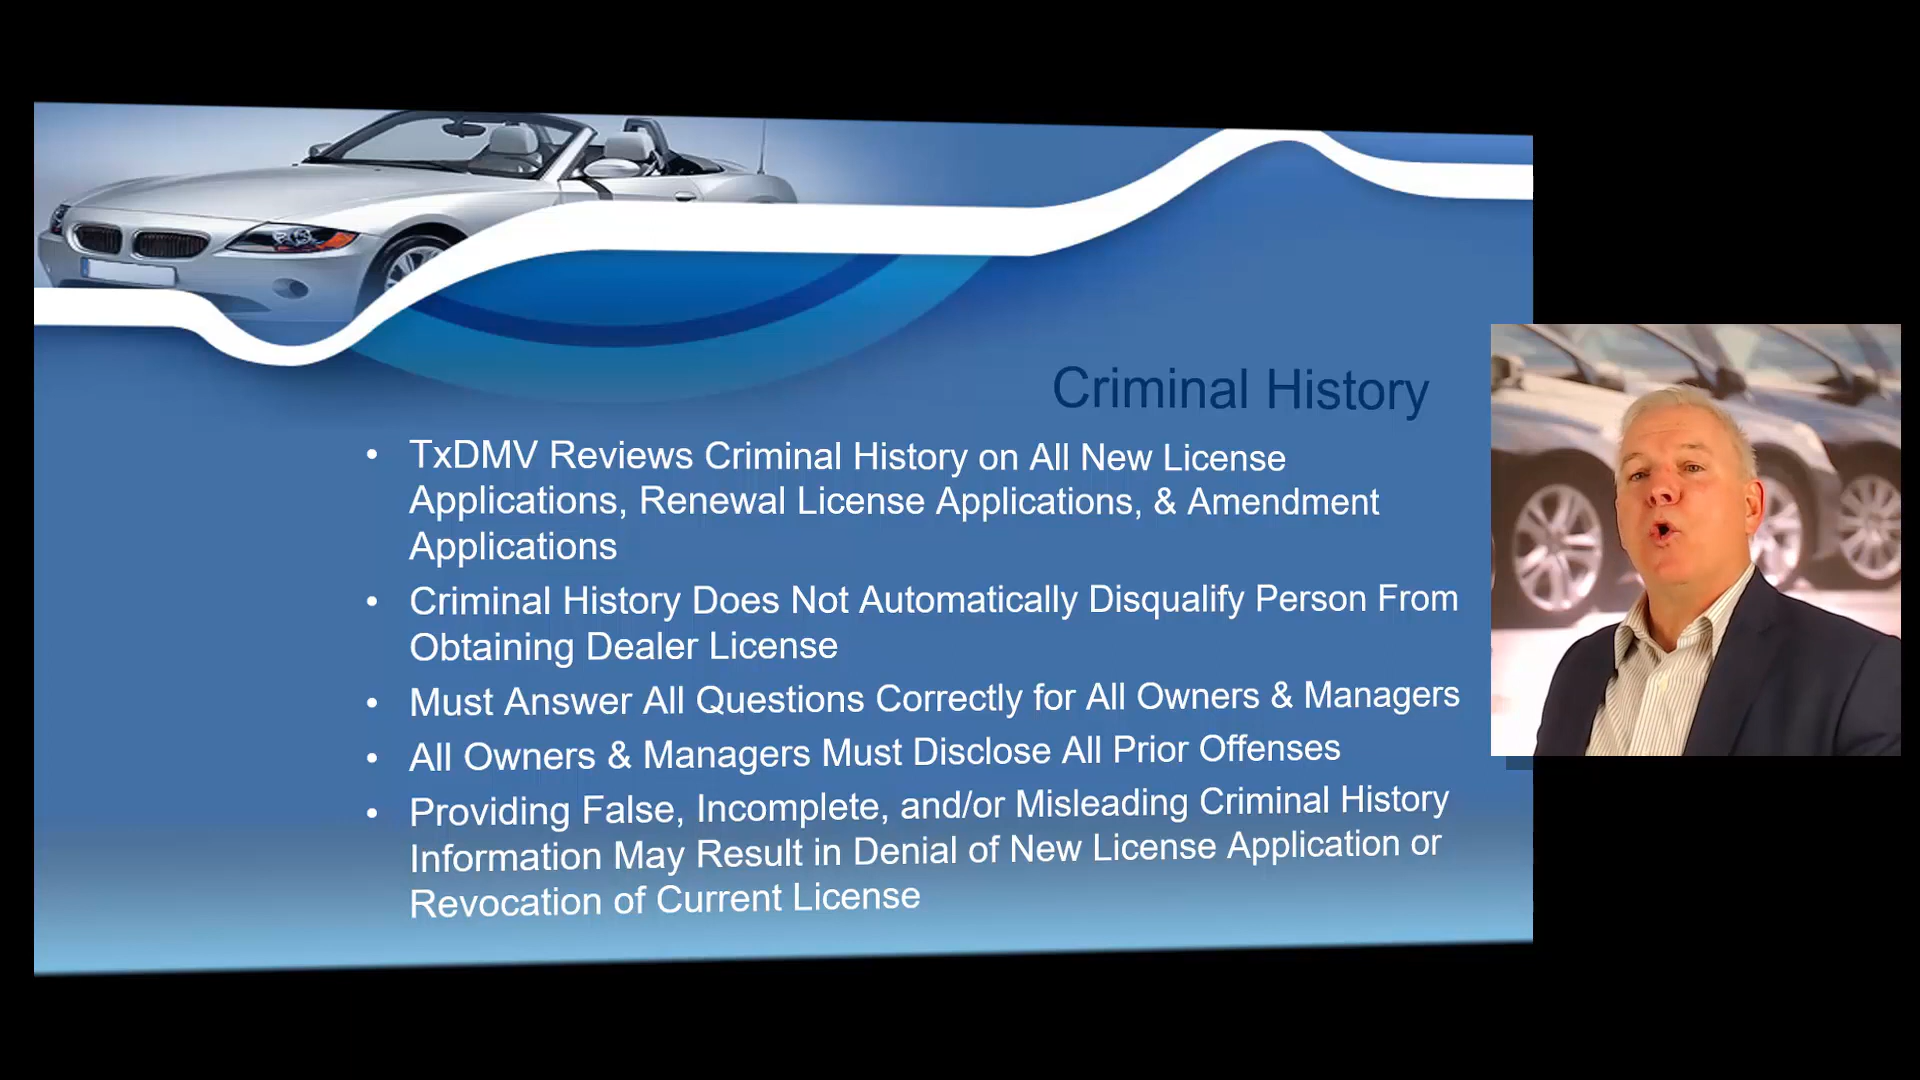 Criminal History
• TxDMV Reviews Criminal History on All New License
Applications, Renewal License Applications, & Amendment
Applications
• Criminal History Does Not Automatically Disqualify Person From
Obtaining Dealer License
• Must Answer All Questions Correctly for All Owners & Managers
• All Owners & Managers Must Disclose All Prior Offenses
• Providing False, Incomplete, and/or Misleading Criminal History
Information May Result in Denial of New License Application or
Revocation of Current License